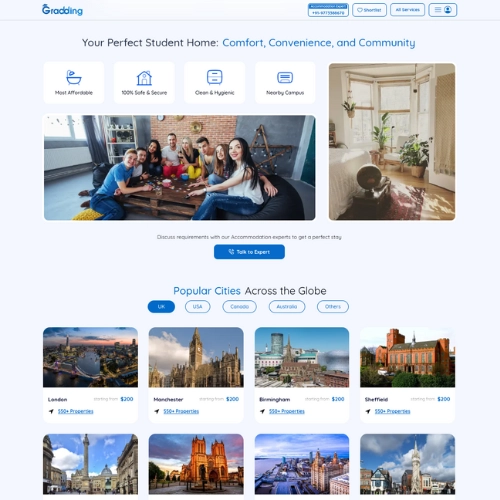 Gradding
Accommodation Expert
Shortlist
All Services
Your Perfect Student Home: Comfort, Convenience, and Community
Most Affordable
100% Safe & Secure
Clean & Hygienic
Nearby Campus
Discuss requirements with our Accommodation experts to get a perfect stay
Talk to Expert
Popular Cities Across the Globe
UK
USA
Canada
Australia
Others
London
starting from $200
550+ Properties
Manchester
starting from $200
550+ Properties
Birmingham
starting from $200
550+ Properties
Sheffield
starting from $200
550+ Properties